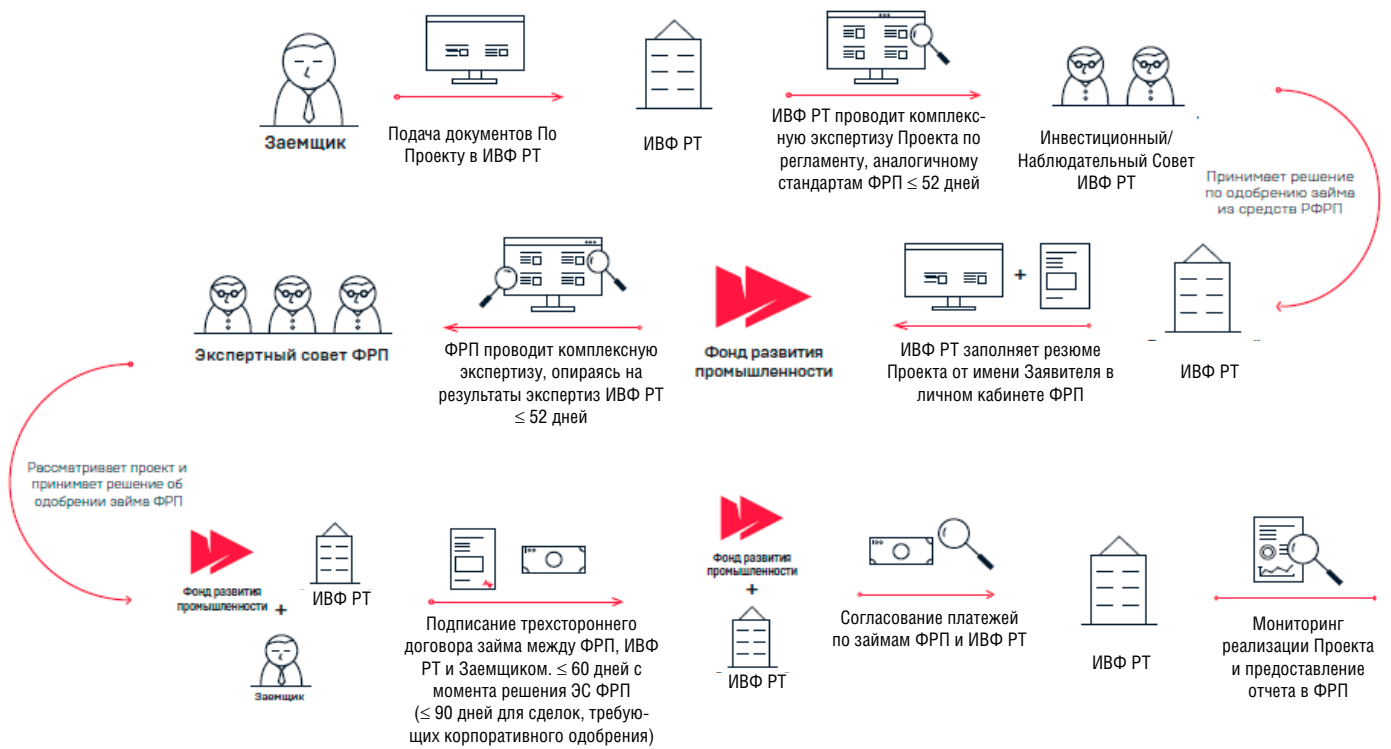 Заемщик
Подача документов По
Проекту в ИВФ РТ
ИВФ РТ
ИВФ РТ проводит комплекс-
ную экспертизу Проекта по
регламенту, аналогичному
стандартам ФРП ≤ 52 дней
Инвестиционный/
Наблюдательный Совет
ИВФ РТ
Принимает решение
по одобрению займа
из средств РФРП
ИВФ РТ
+
ИВФ РТ заполняет резюме
Проекта от имени Заявителя в
личном кабинете ФРП
Фонд развития
промышленности
ФРП проводит комплексную
экспертизу, опираясь на
результаты экспертиз ИВФ РТ
≤ 52 дней
Экспертный совет ФРП
Рассматривает проект и
принимает решение об
одобрении займа ФРП
Фонд развития
промышленности
+
ИВФ РТ
Заемщик
Подписание трехстороннего
договора займа между ФРП, ИВФ
РТ и Заемщиком. ≤ 60 дней с
момента решения ЭС ФРП
(≤ 90 дней для сделок, требую-
щих корпоративного одобрения)
Фонд развития
промышленности
+
ИВФ РТ
Согласование платежей
по займам ФРП и ИВФ РТ
ИВФ РТ
Мониторинг
реализации Проекта
и предоставление
отчета в ФРП